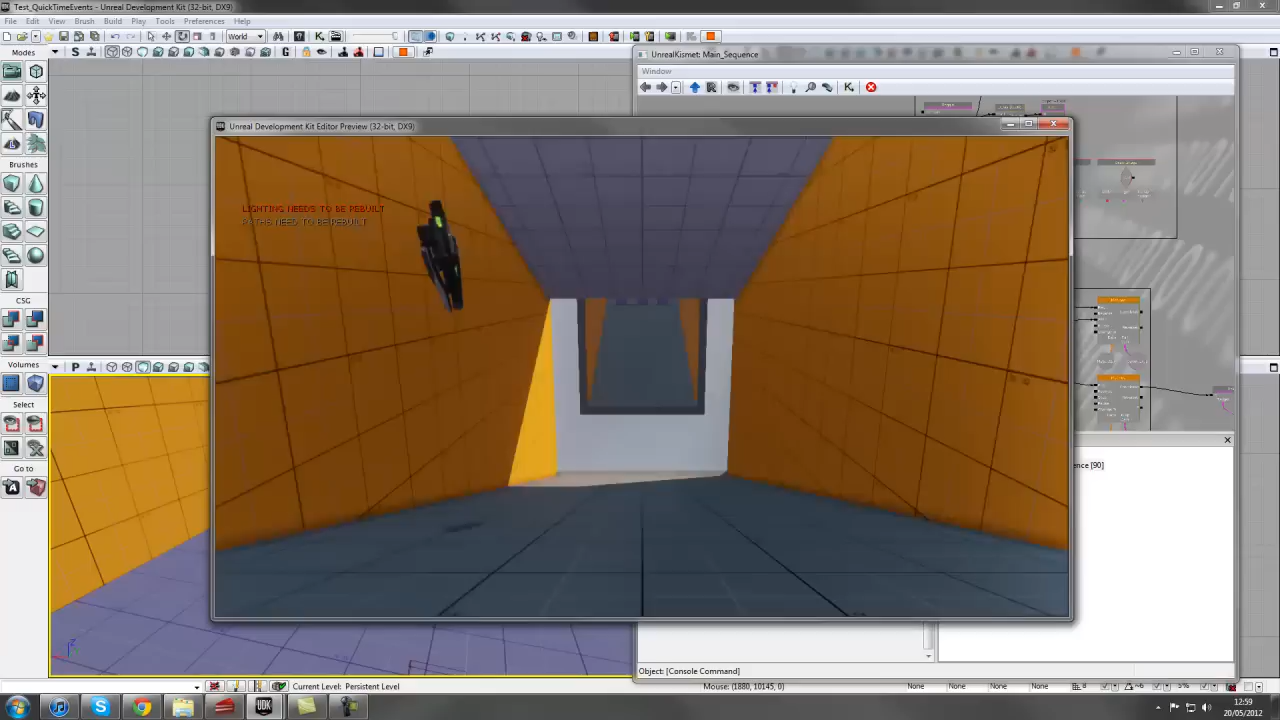 Test_QuickTimeEvents - Unreal Development Kit (32-bit, DX9)
File Edit View Brush Build Play Tools Preferences Help
World
Modes
UnrealKismet: Main_Sequence
Window
Unreal Development Kit Editor Preview (32-bit, DX9)
Brushes
LIGHTING NEEDS TO BE REBUILT
PATHS NEED TO BE REBUILT
CSG
Volumes
Select
Go to
ence [90]
Object: [Console Command]
Current Level: Persistent Level
Mouse: (1880, 10145, 0)
None None None None
UDK
12:59
20/05/2012